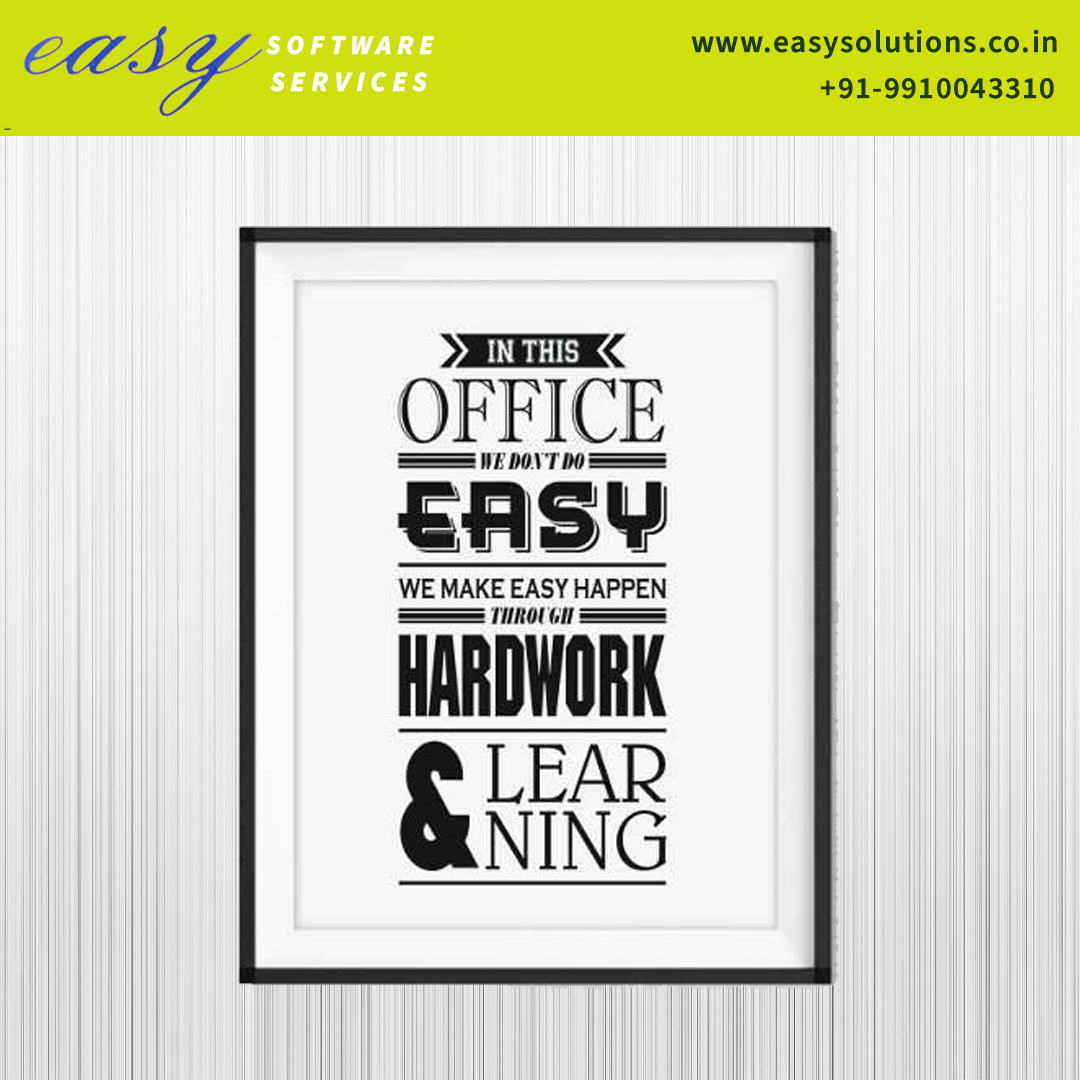 easy SOFTWARE
SERVICES
www.easysolutions.co.in
+91-9910043310
IN THIS
OFFICE
WE DON'T DO
EASY
WE MAKE EASY HAPPEN
THROUGH
HARDWORK
& LEAR
NING